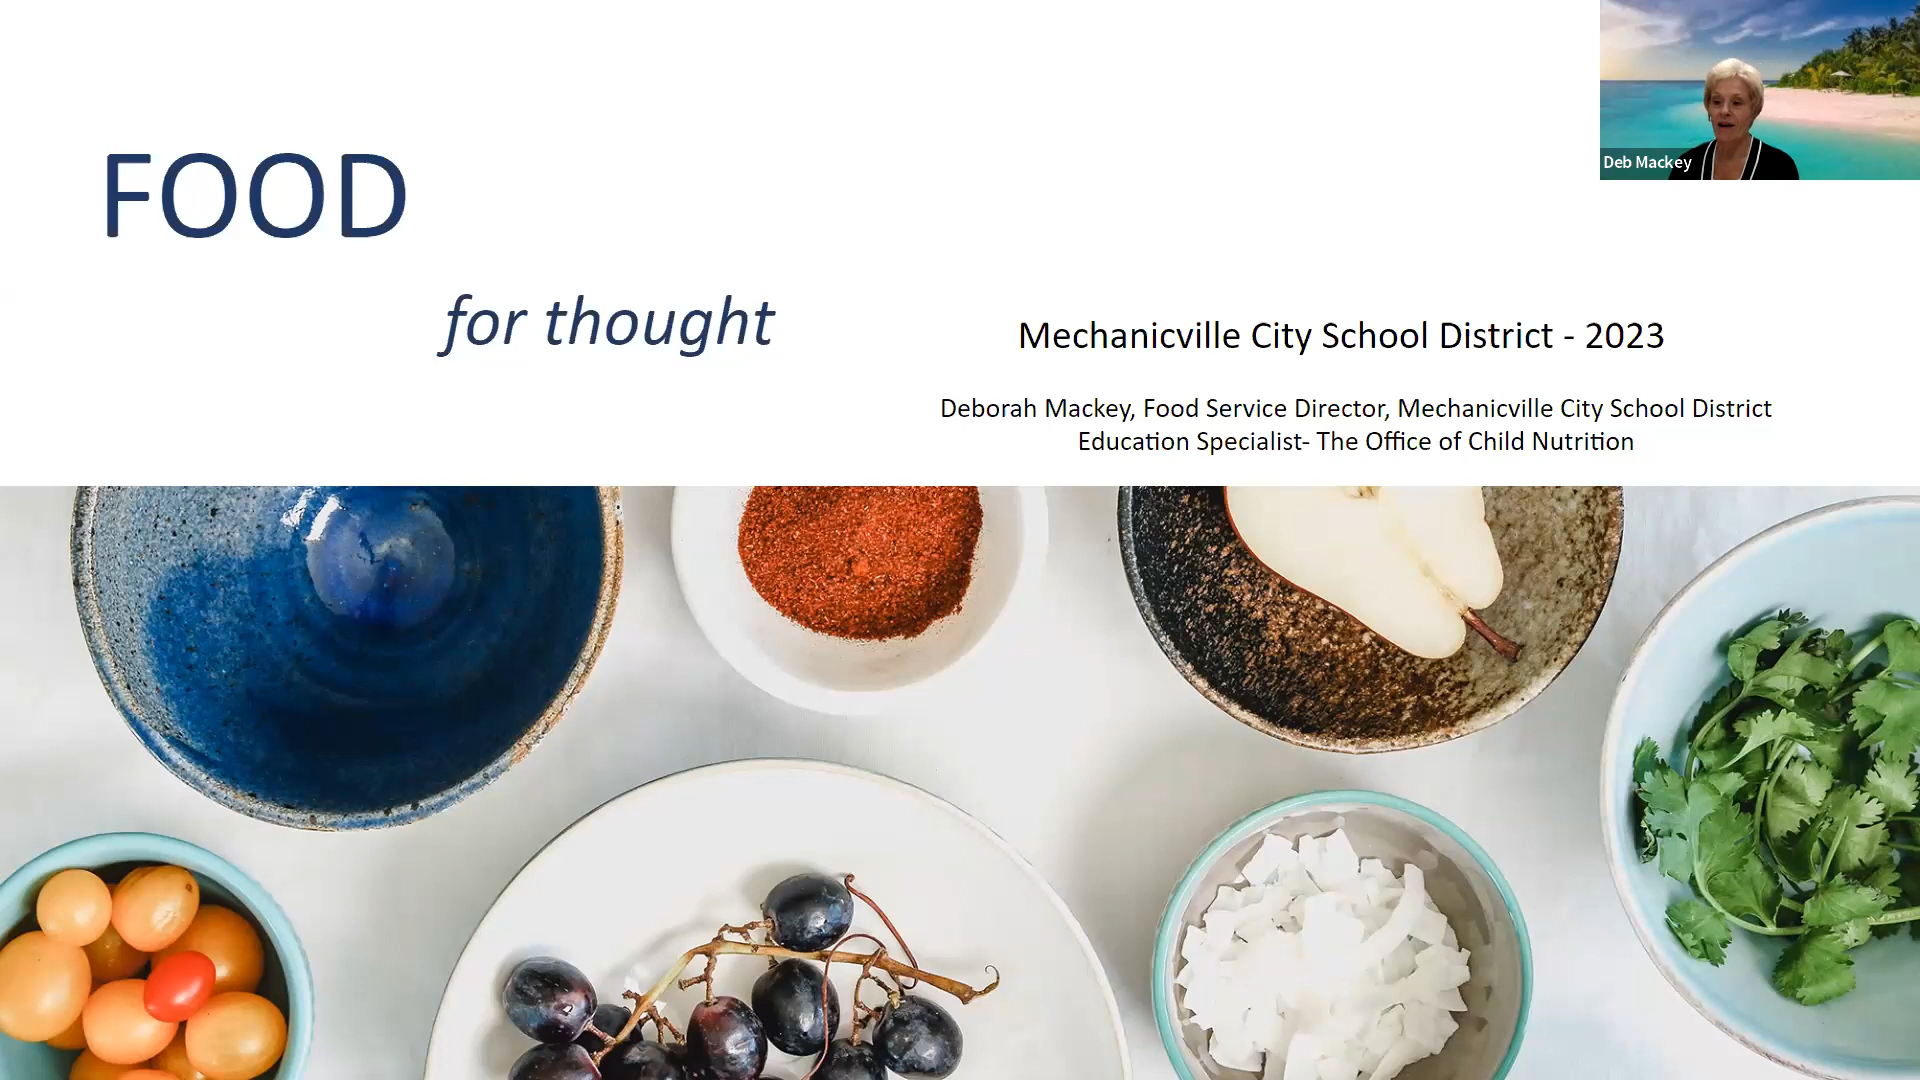 FOOD
for thought
Deb Mackey
Mechanicville City School District - 2023
Deborah Mackey, Food Service Director, Mechanicville City School District
Education Specialist- The Office of Child Nutrition